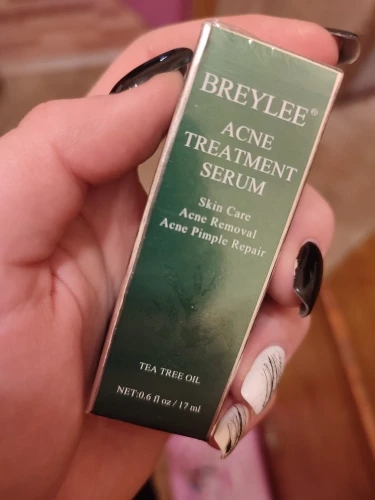 BREYLEE®
ACNE
TREATMENT
SERUM
Skin Care
Acne Removal
Acne Pimple Repair
TEA TREE OIL
NET:0.6 fl oz / 17 ml